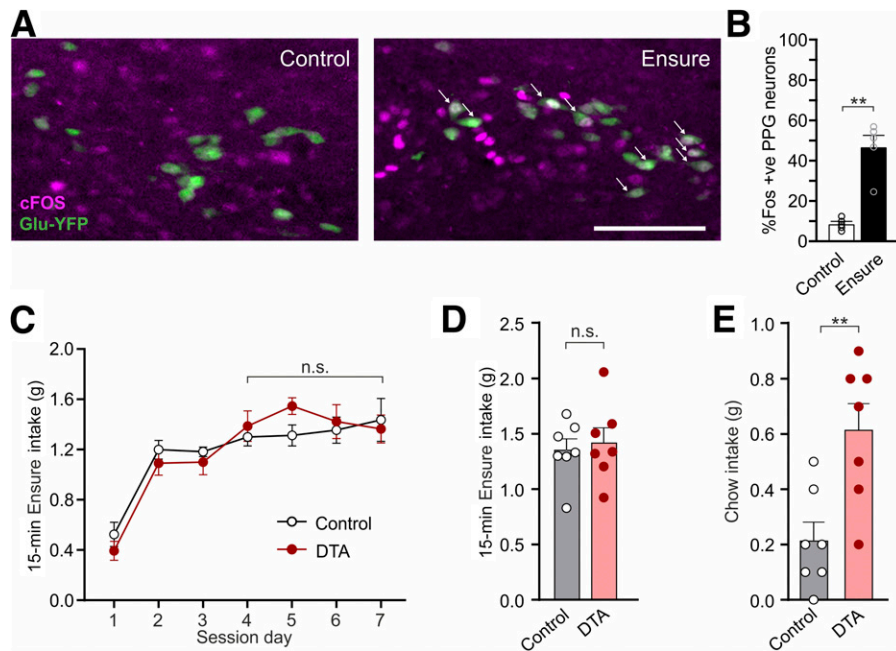 A
Control
Ensure
cFOS
Glu-YFP
B
%Fos +ve PPG neurons
100
80
60
40
20
0
**
Control
Ensure
C
15-min Ensure intake (g)
1.6
1.2
0.8
0.4
0.0
n.s.
Control
DTA
1 2 3 4 5 6 7
Session day
D
15-min Ensure intake (g)
2.5
2.0
1.5
1.0
0.5
0.0
n.s.
Control
DTA
E
Chow intake (g)
1.0
0.8
0.6
0.4
0.2
0.0
**
Control
DTA